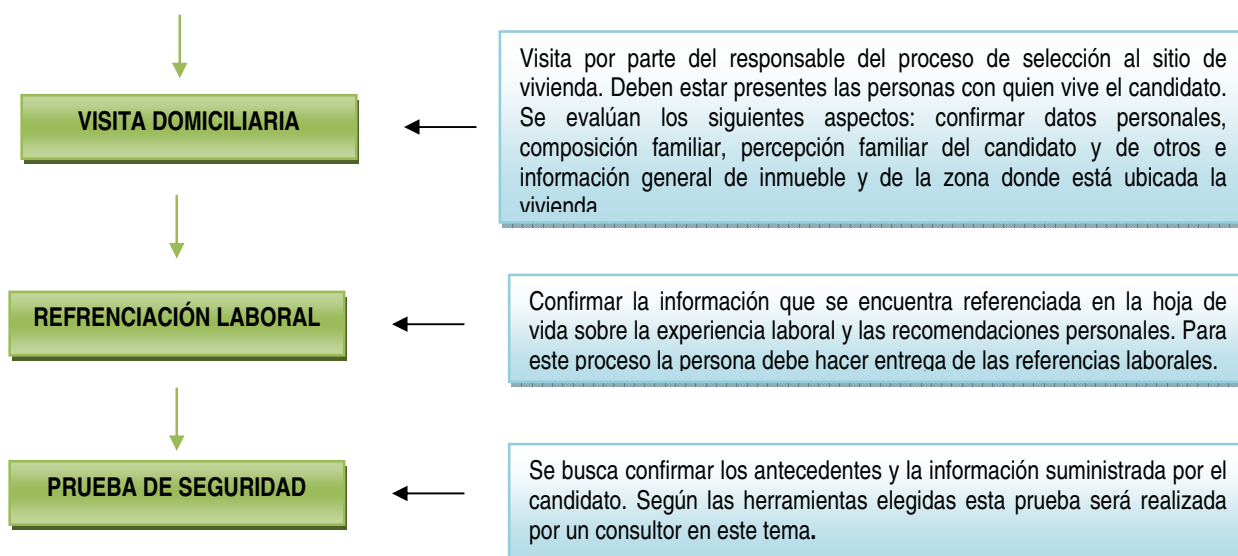 VISITA DOMICILIARIA
Visita por parte del responsable del proceso de selección al sitio de
vivienda. Deben estar presentes las personas con quien vive el candidato.
Se evalúan los siguientes aspectos: confirmar datos personales,
composición familiar, percepción familiar del candidato y de otros e
información general de inmueble y de la zona donde está ubicada la
vivienda
REFRENCIACIÓN LABORAL
Confirmar la información que se encuentra referenciada en la hoja de
vida sobre la experiencia laboral y las recomendaciones personales. Para
este proceso la persona debe hacer entrega de las referencias laborales.
PRUEBA DE SEGURIDAD
Se busca confirmar los antecedentes y la información suministrada por el
candidato. Según las herramientas elegidas esta prueba será realizada
por un consultor en este tema.